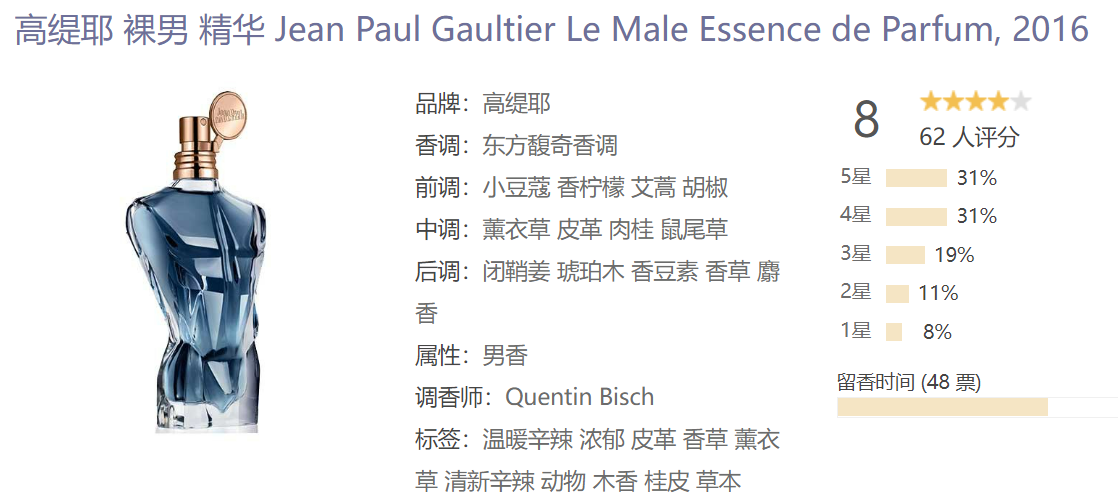 高缇耶 裸男 精华 Jean Paul Gaultier Le Male Essence de Parfum, 2016
品牌：高缇耶
香调：东方馥奇香调
前调：小豆蔻 香柠檬 艾蒿 胡椒
中调：薰衣草 皮革 肉桂 鼠尾草
后调：闭鞘姜 琥珀木 香豆素 香草 麝
香
属性：男香
调香师：Quentin Bisch
标签：温暖辛辣 浓郁 皮革 香草 薰衣
草 清新辛辣 动物 木香 桂皮 草本
8
62 人评分
5星 31%
4星 31%
3星 19%
2星 11%
1星 8%
留香时间 (48 票)